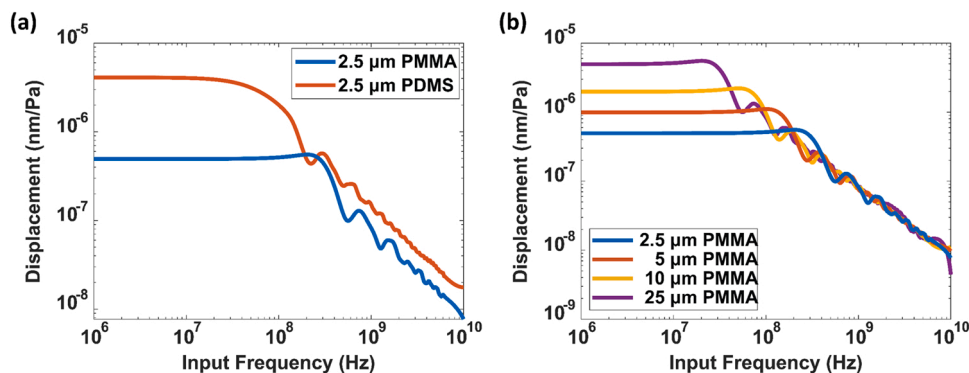 (a)
10^-5
10^-6
10^-7
10^-8
Displacement (nm/Pa)
2.5 µm PMMA
2.5 µm PDMS
10^6 10^7 10^8 10^9 10^10
Input Frequency (Hz)
(b)
10^-5
10^-6
10^-7
10^-8
10^-9
Displacement (nm/Pa)
2.5 µm PMMA
5 µm PMMA
10 µm PMMA
25 µm PMMA
10^6 10^7 10^8 10^9 10^10
Input Frequency (Hz)